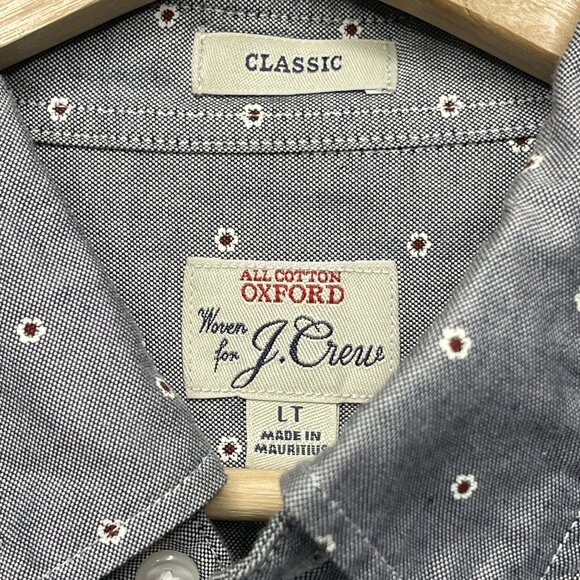 CLASSIC
ALL COTTON
OXFORD
Woven
for J.Crew
LT
MADE IN
MAURITIUS